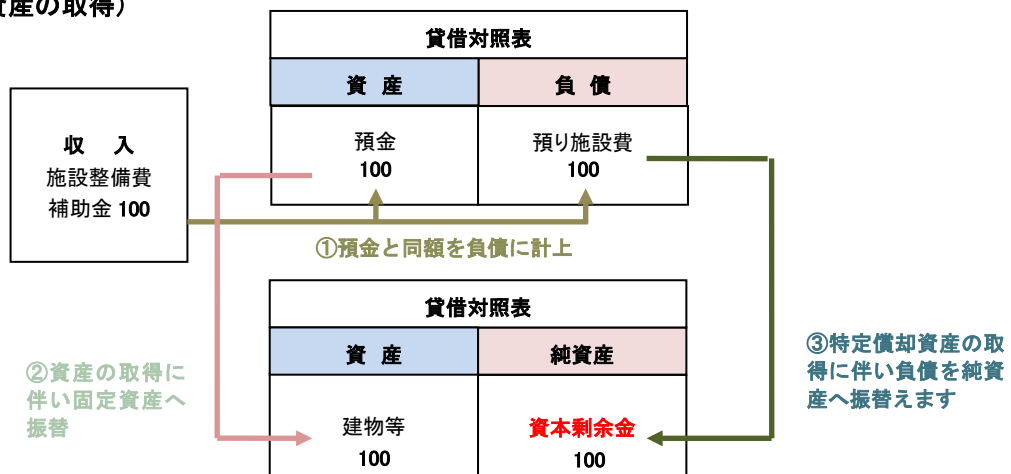 資産の取得）
貸借対照表
資 産 負 債
収 入
施設整備費
補助金 100
預金
100
預り施設費
100
①預金と同額を負債に計上
貸借対照表
資 産 純資産
②資産の取得に
伴い固定資産へ
振替
建物等
100
資本剰余金
100
③特定償却資産の取
得に伴い負債を純資
産へ振替えます